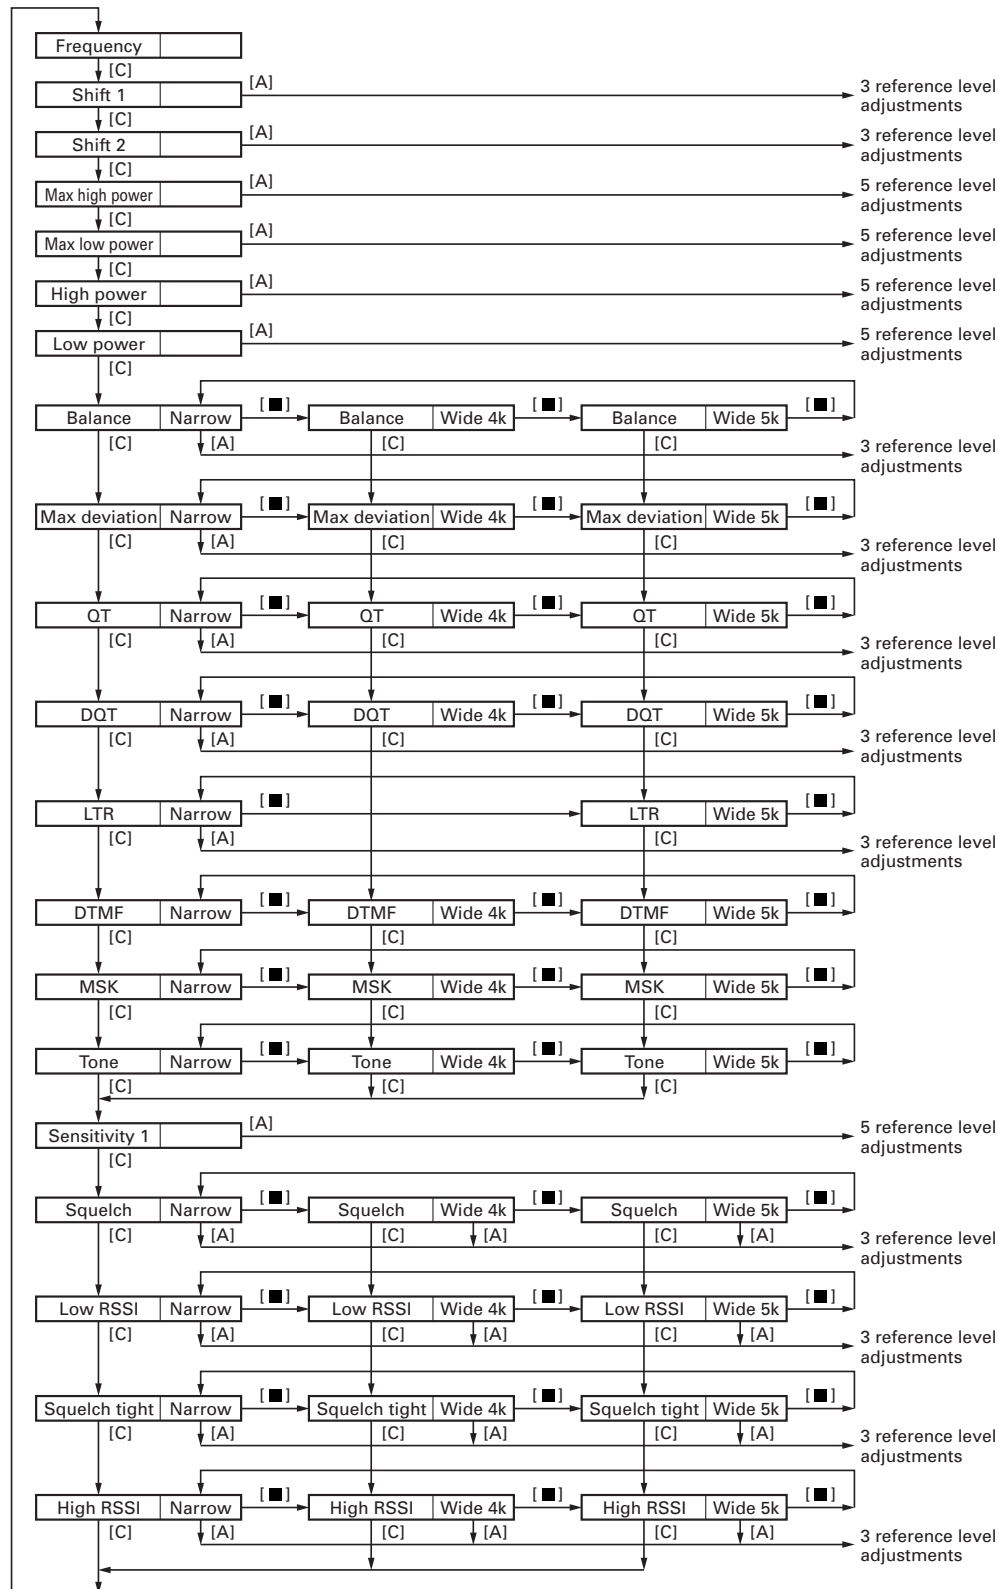 Frequency
[C]
Shift 1
[A]
3 reference level
adjustments
[C]
Shift 2
[A]
3 reference level
adjustments
[C]
Max high power
[A]
5 reference level
adjustments
[C]
Max low power
[A]
5 reference level
adjustments
[C]
High power
[A]
5 reference level
adjustments
[C]
Low power
[A]
5 reference level
adjustments
[C]
Balance Narrow [■] Balance Wide 4k [■] Balance Wide 5k [■]
[C] [A] [C] [C]
3 reference level
adjustments
Max deviation Narrow [■] Max deviation Wide 4k [■] Max deviation Wide 5k [■]
[C] [A] [C] [C]
3 reference level
adjustments
QT Narrow [■] QT Wide 4k [■] QT Wide 5k [■]
[C] [A] [C] [C]
3 reference level
adjustments
DQT Narrow [■] DQT Wide 4k [■] DQT Wide 5k [■]
[C] [A] [C] [C]
3 reference level
adjustments
LTR Narrow [■] LTR Wide 5k [■]
[C] [A] [C]
3 reference level
adjustments
DTMF Narrow [■] DTMF Wide 4k [■] DTMF Wide 5k [■]
[C] [C] [C]
MSK Narrow [■] MSK Wide 4k [■] MSK Wide 5k [■]
[C] [C] [C]
Tone Narrow [■] Tone Wide 4k [■] Tone Wide 5k [■]
[C] [C] [C]
Sensitivity 1
[A]
5 reference level
adjustments
[C]
Squelch Narrow [■] Squelch Wide 4k [■] Squelch Wide 5k [■]
[C] [A] [C] [A] [C] [A]
3 reference level
adjustments
Low RSSI Narrow [■] Low RSSI Wide 4k [■] Low RSSI Wide 5k [■]
[C] [A] [C] [A] [C] [A]
3 reference level
adjustments
Squelch tight Narrow [■] Squelch tight Wide 4k [■] Squelch tight Wide 5k [■]
[C] [A] [C] [A] [C] [A]
3 reference level
adjustments
High RSSI Narrow [■] High RSSI Wide 4k [■] High RSSI Wide 5k [■]
[C] [A] [C] [A] [C] [A]
3 reference level
adjustments